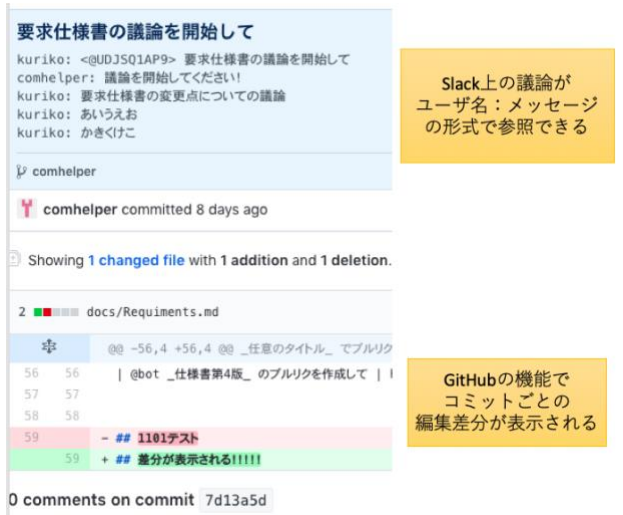 要求仕様書の議論を開始して
kuriko: <@UDJSQ1AP9> 要求仕様書の議論を開始して
comhelper: 議論を開始してください!
kuriko: 要求仕様書の変更点についての議論
kuriko: あいうえお
kuriko: かきくけこ
comhelper
comhelper committed 8 days ago
Showing 1 changed file with 1 addition and 1 deletion.
2 docs/Requiments.md
@@ -56,4 +56,4 @@ _任意のタイトル_ でプルリク
56 56 | @bot _仕様書第4版_ のプルリクを作成して |
57 57
58 58
59 - ## 1101テスト
59 + ## 差分が表示される!!!!!
0 comments on commit 7d13a5d
Slack上の議論が
ユーザ名：メッセージ
の形式で参照できる
GitHubの機能で
コミットごとの
編集差分が表示される